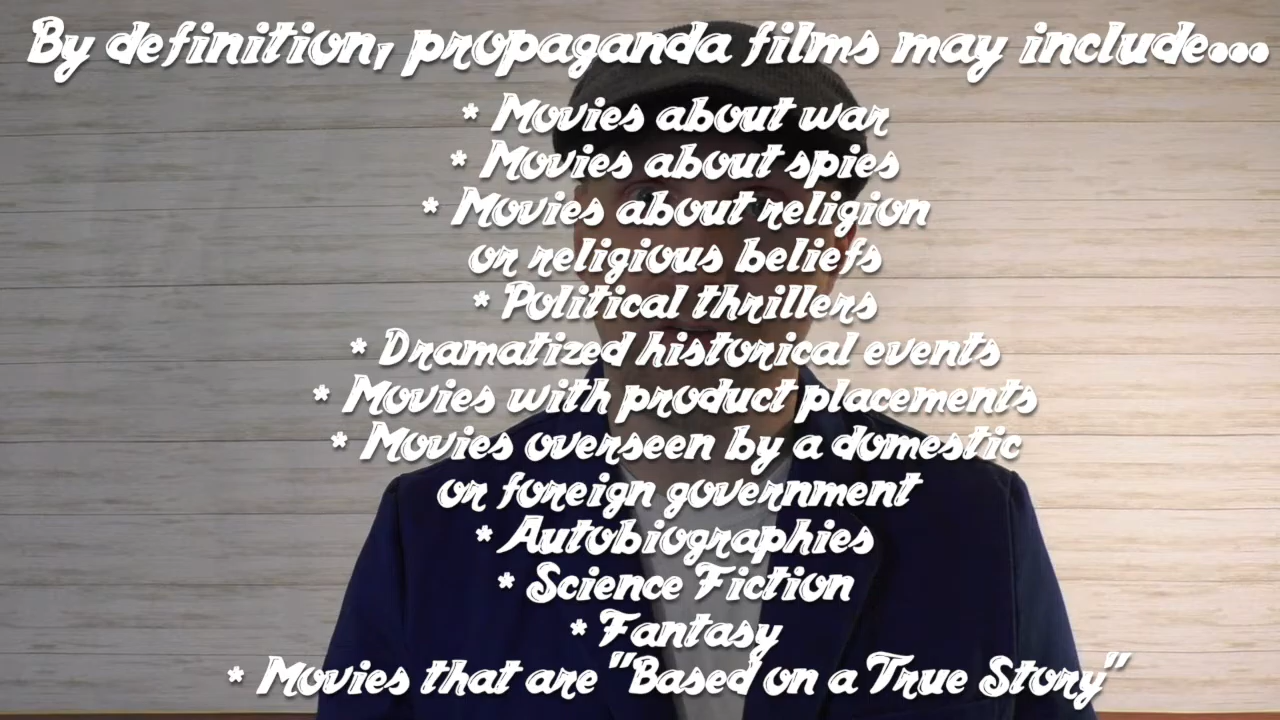 By definition, propaganda films may include...
* Movies about war
* Movies about spies
* Movies about religion
or religious beliefs
* Political thrillers
* Dramatized historical events
* Movies with product placements
* Movies overseen by a domestic
or foreign government
* Autobiographies
* Science Fiction
* Fantasy
* Movies that are "Based on a True Story"